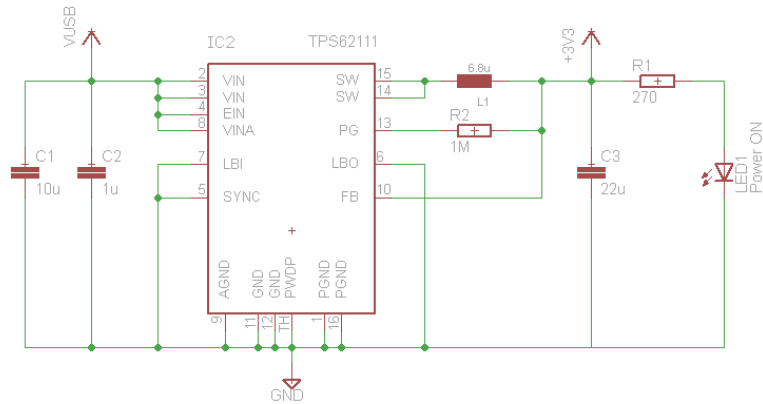 VUSB
IC2 TPS62111
+3V3
2 VIN SW 15
3 VIN SW 14
4 EIN
8 VINA PG 13
7 LBI LBO 6
5 SYNC FB 10
6.8u
L1
R2
1M
R1
270
C1
10u
C2
1u
C3
22u
LED1
Power ON
AGND GND GND PWDP PGND PGND
9 11 12 TH 1 16
GND